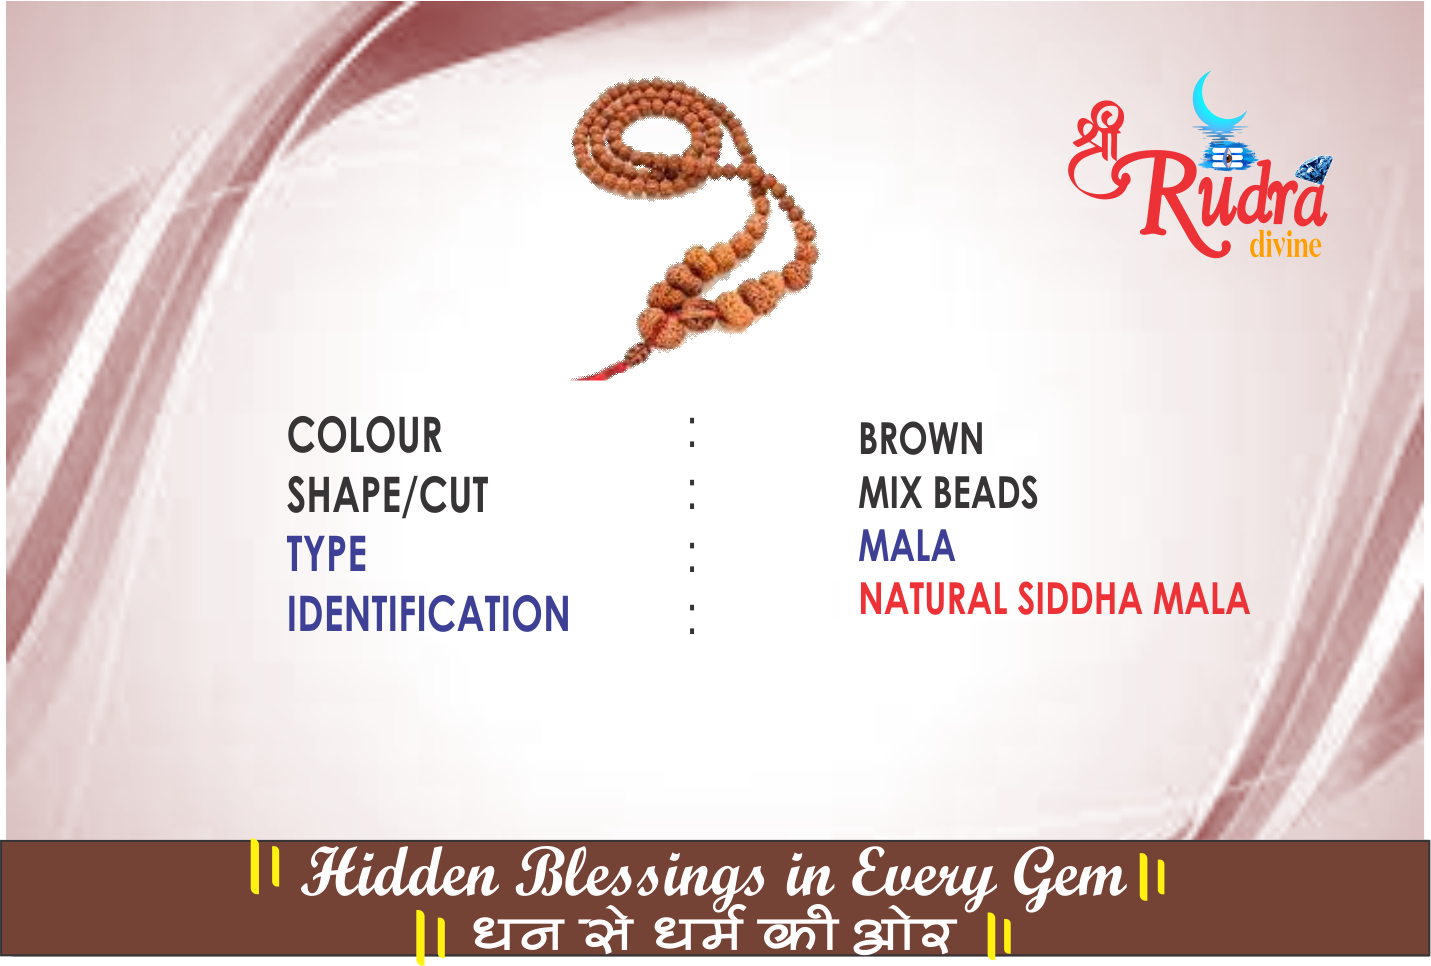 श्री Rudra
divine
COLOUR : BROWN
SHAPE/CUT : MIX BEADS
TYPE : MALA
IDENTIFICATION : NATURAL SIDDHA MALA
|| Hidden Blessings in Every Gem ||
|| धन से धर्म की ओर ||